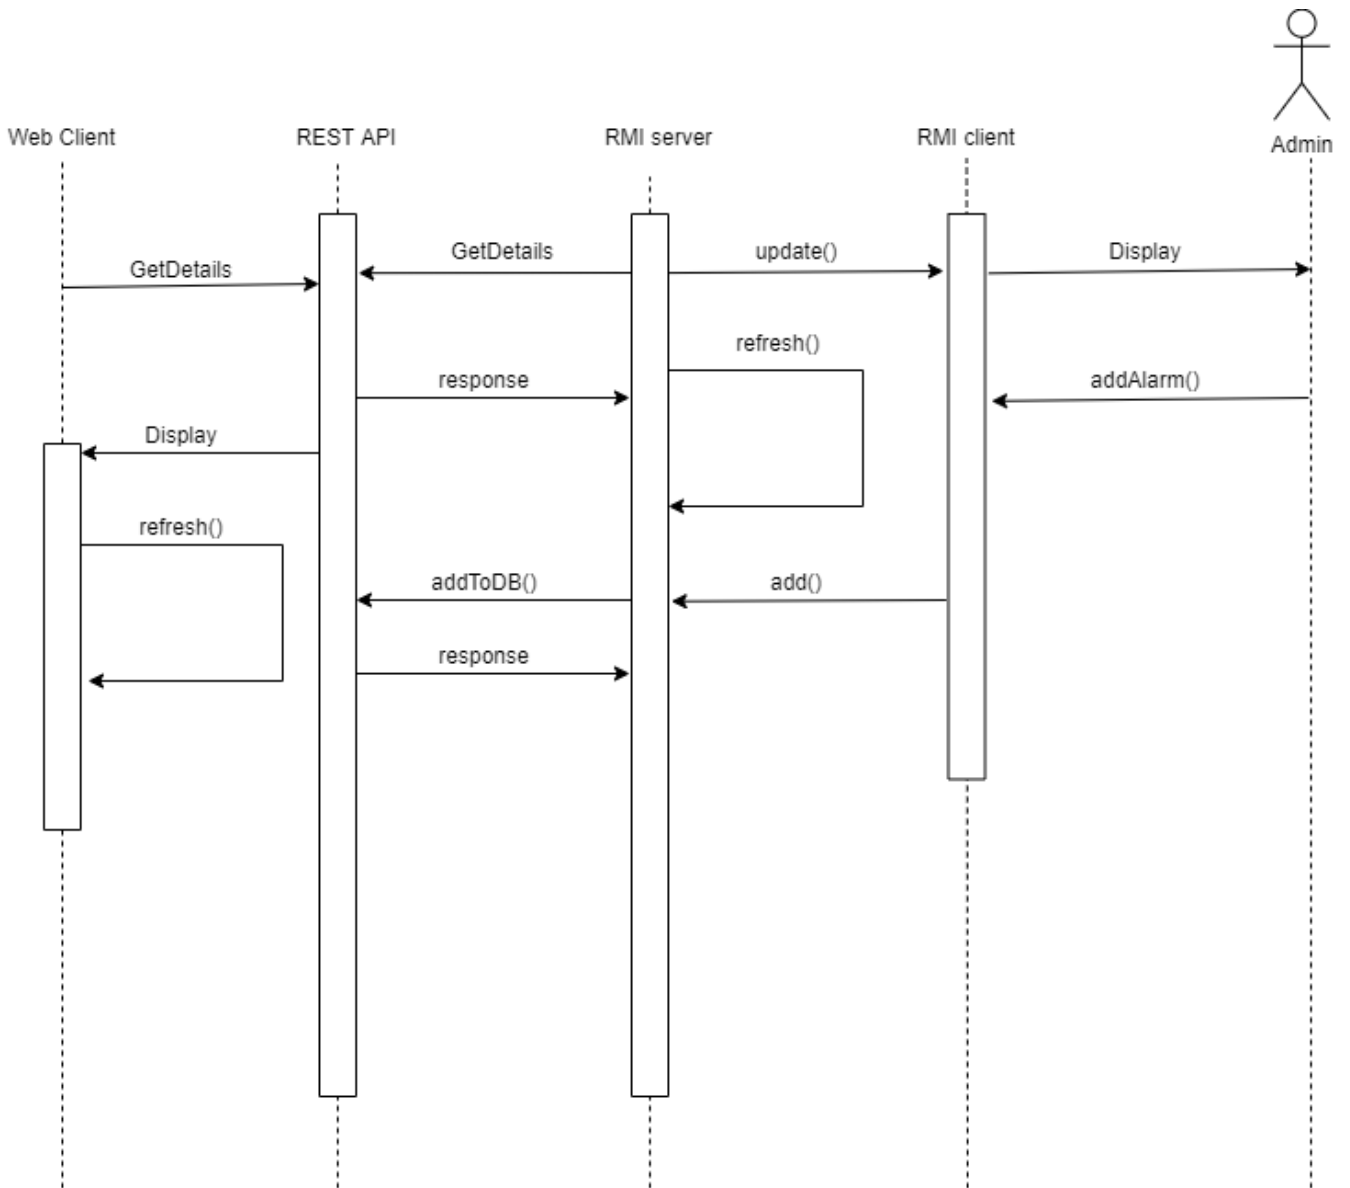 Web Client
REST API
RMI server
RMI client
Admin
GetDetails
GetDetails
update()
Display
refresh()
response
addAlarm()
Display
refresh()
addToDB()
add()
response